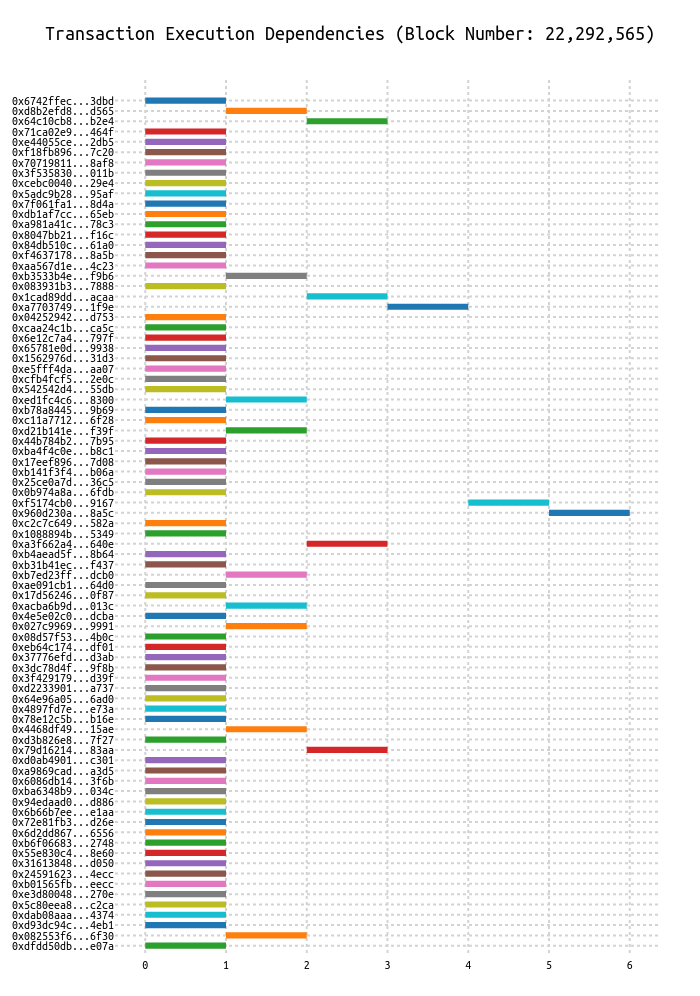 Transaction Execution Dependencies (Block Number: 22,292,565)
0x6742ffec...3dbd
0xd8b2efd8...d565
0x64c10cb8...b2e4
0x71ca02e9...464f
0xe44055ce...2db5
0xf18fb896...7c20
0x70719811...8af8
0x3f535830...011b
0xcebc0040...29e4
0x5adc9b28...95af
0x7f061fa1...8d4a
0xdb1af7cc...65eb
0xa981a41c...78c3
0x8047bb21...f16c
0x84db510c...61a0
0xf4637178...8a5b
0xaa567d1e...4c23
0xb3533b4e...f9b6
0x083931b3...7888
0x1cad89dd...acaa
0xa7703749...1f9e
0x04252942...d753
0xcaa24c1b...ca5c
0x6e12c7a4...797f
0x65781e0d...9938
0x1562976d...31d3
0xe5fff4da...aa07
0xcfb4fcf5...2e0c
0x542542d4...55db
0xed1fc4c6...8300
0xb78a8445...9b69
0xc11a7712...6f28
0xd21b141e...f39f
0x44b784b2...7b95
0xba4f4c0e...b8c1
0x17eef896...7d08
0xb141f3f4...b06a
0x25ce0a7d...36c5
0x0b974a8a...6fdb
0xf5174cb0...9167
0x960d230a...8a5c
0xc2c7c649...582a
0x1088894b...5349
0xa3f662a4...640e
0xb4aead5f...8b64
0xb31b41ec...f437
0xb7ed23ff...dcb0
0xae091cb1...64d0
0x17d56246...0f87
0xacba6b9d...013c
0x4e5e02c0...dcba
0x027c9969...9991
0x08d57f53...4b0c
0xeb64c174...df01
0x37776efd...d3ab
0x3dc78d4f...9f8b
0x3f429179...d39f
0xd2233901...a737
0x64e96a05...6ad0
0x4897fd7e...e73a
0x78e12c5b...b16e
0x4468df49...15ae
0xd3b826e8...7f27
0x79d16214...83aa
0xd0ab4901...c301
0xa9869cad...a3d5
0x6086db14...3f6b
0xba6348b9...034c
0x94edaad0...d886
0x6b66b7ee...e1aa
0x72e81fb3...d26e
0x6d2dd867...6556
0xb6f06683...2748
0x55e830c4...8e60
0x31613848...d050
0x24591623...4ecc
0xb01565fb...eecc
0xe3d80048...270e
0x5c80eea8...c2ca
0xdab08aaa...4374
0xd93dc94c...4eb1
0x082553f6...6f30
0xdfdd50db...e07a
0 1 2 3 4 5 6